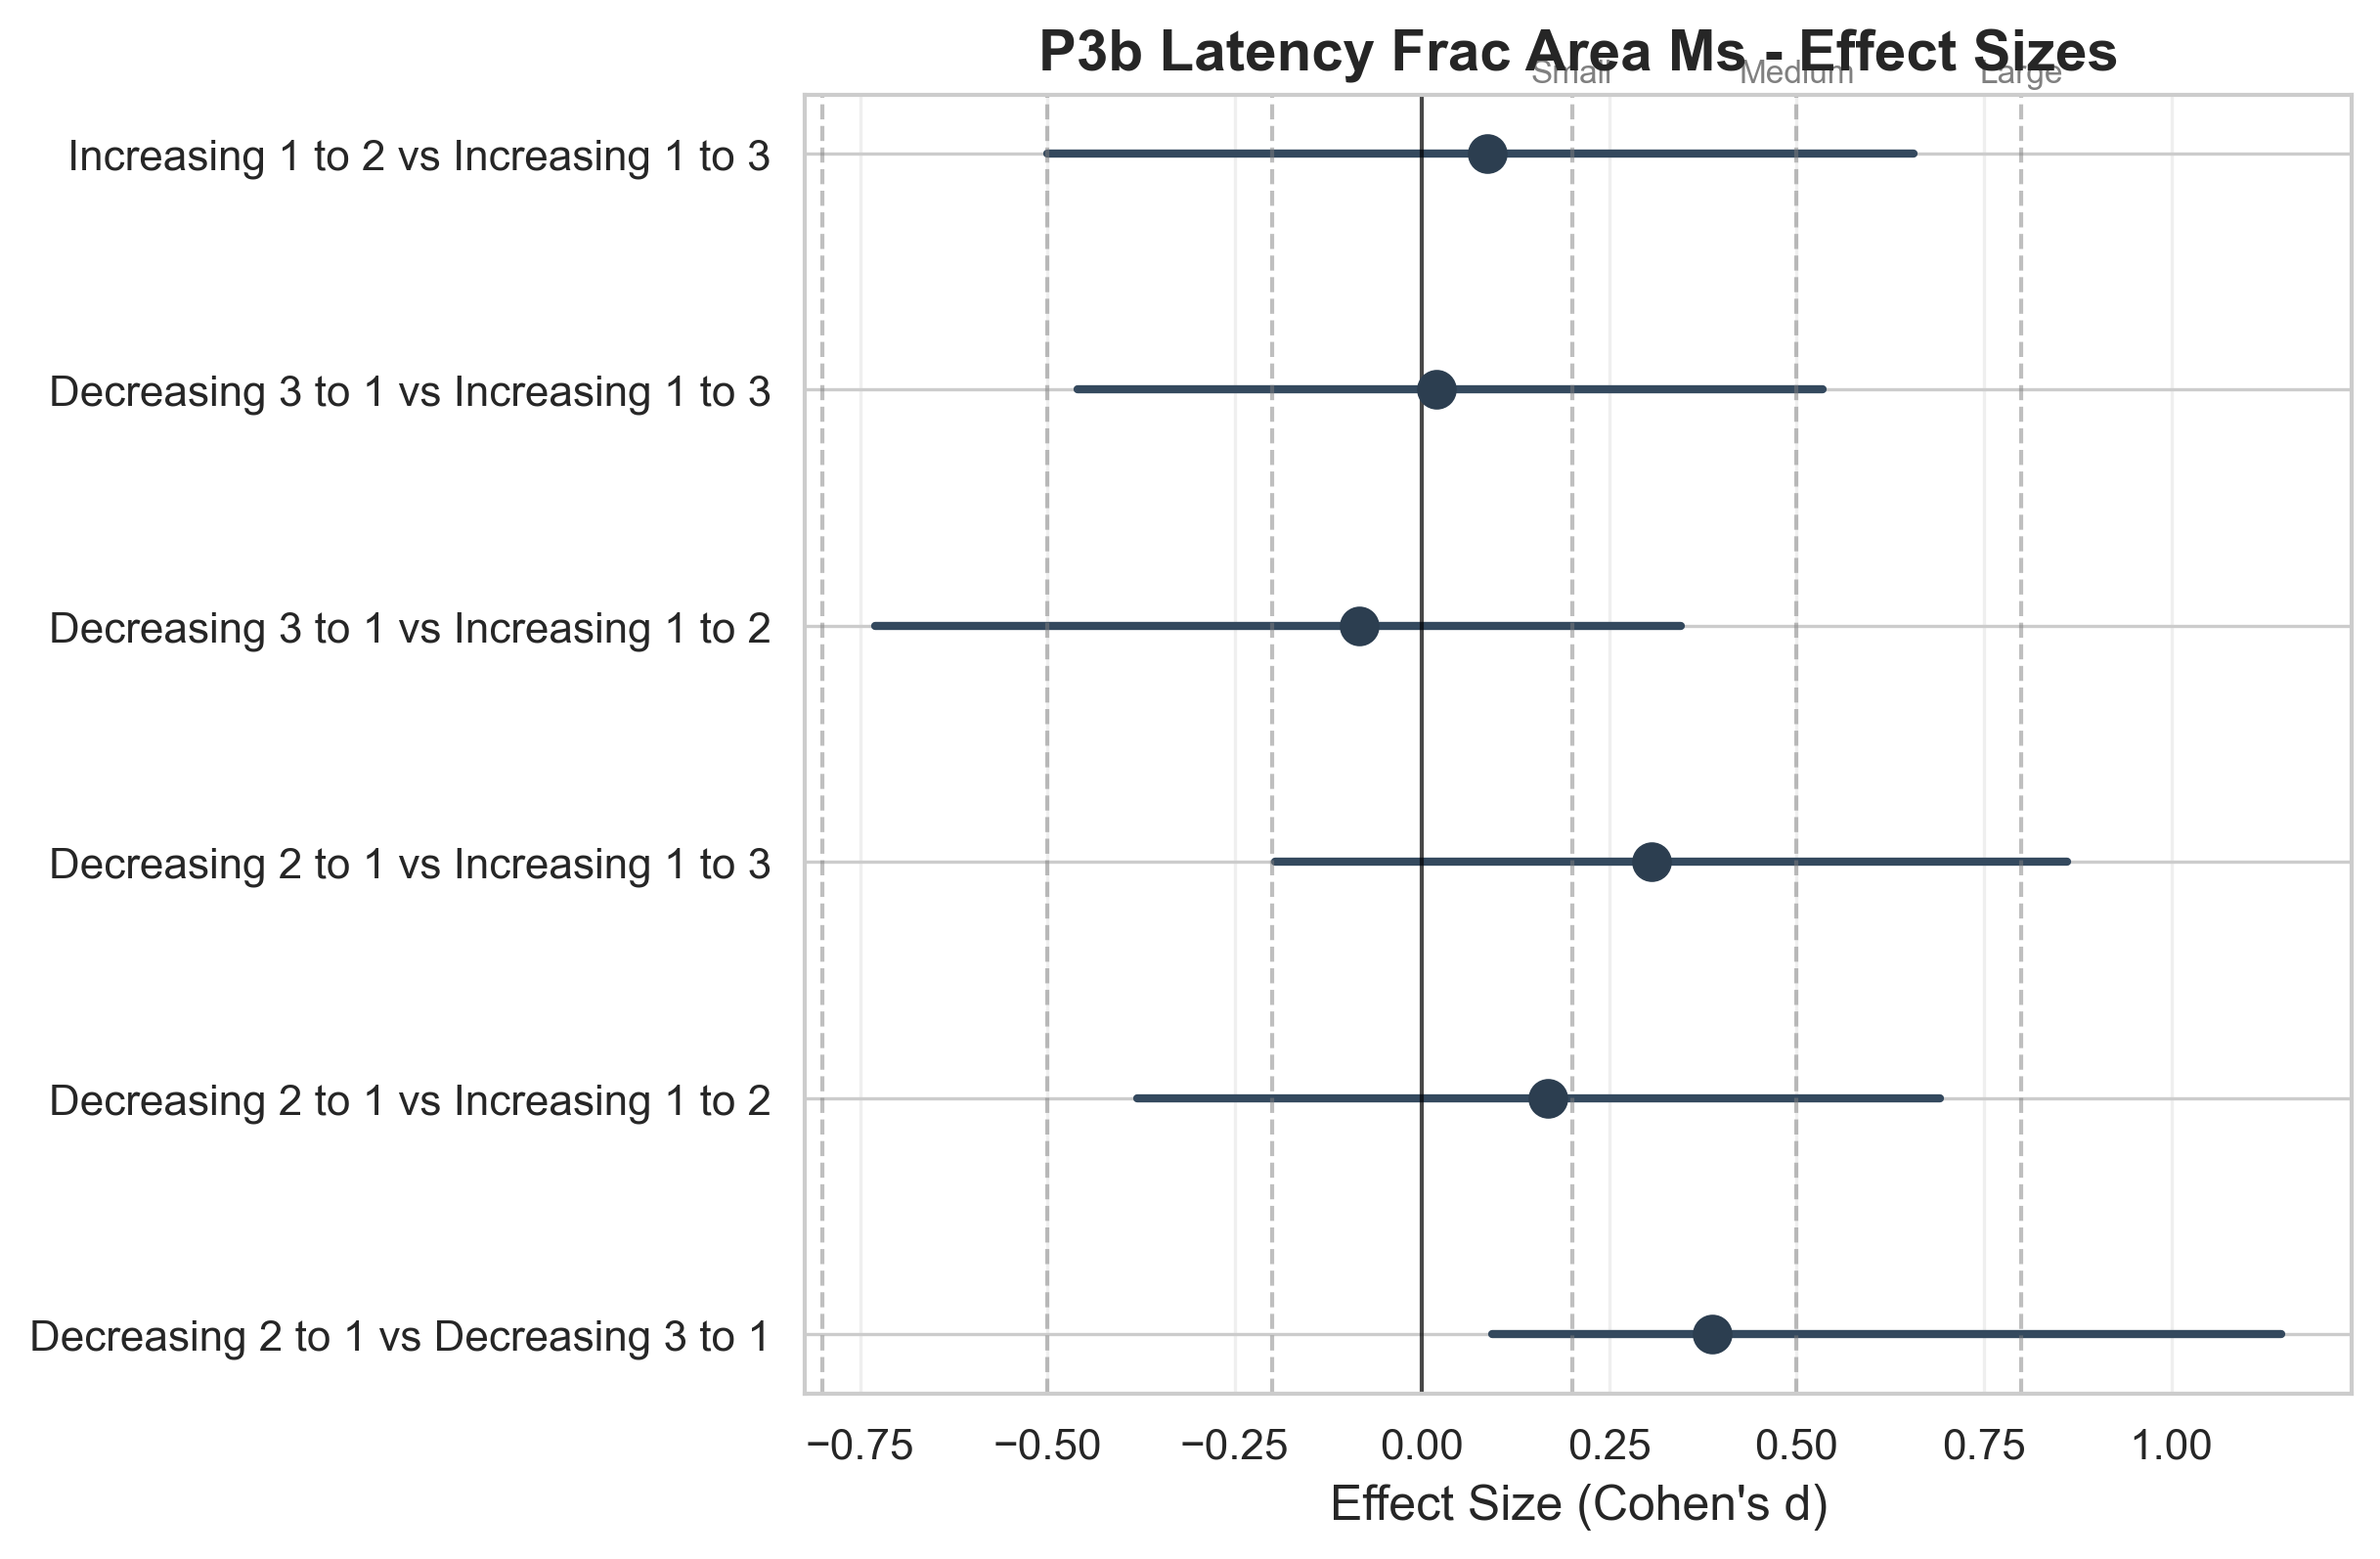 P3b Latency Frac Area Ms - Effect Sizes
Small Medium Large
Increasing 1 to 2 vs Increasing 1 to 3
Decreasing 3 to 1 vs Increasing 1 to 3
Decreasing 3 to 1 vs Increasing 1 to 2
Decreasing 2 to 1 vs Increasing 1 to 3
Decreasing 2 to 1 vs Increasing 1 to 2
Decreasing 2 to 1 vs Decreasing 3 to 1
−0.75 −0.50 −0.25 0.00 0.25 0.50 0.75 1.00
Effect Size (Cohen's d)